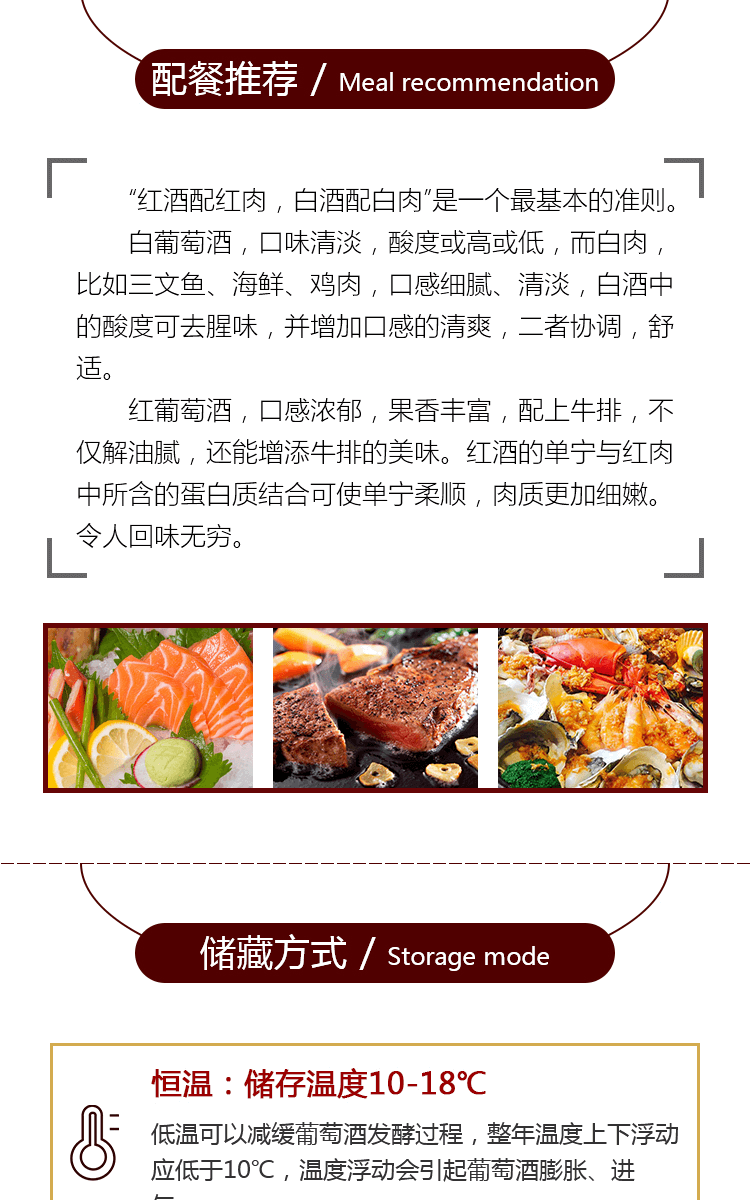 配餐推荐 / Meal recommendation
“红酒配红肉，白酒配白肉”是一个最基本的准则。
白葡萄酒，口味清淡，酸度或高或低，而白肉，
比如三文鱼、海鲜、鸡肉，口感细腻、清淡，白酒中
的酸度可去腥味，并增加口感的清爽，二者协调，舒
适。
红葡萄酒，口感浓郁，果香丰富，配上牛排，不
仅解油腻，还能增添牛排的美味。红酒的单宁与红肉
中所含的蛋白质结合可使单宁柔顺，肉质更加细嫩。
令人回味无穷。
储藏方式 / Storage mode
恒温：储存温度10-18℃
低温可以减缓葡萄酒发酵过程，整年温度上下浮动
应低于10℃，温度浮动会引起葡萄酒膨胀、进